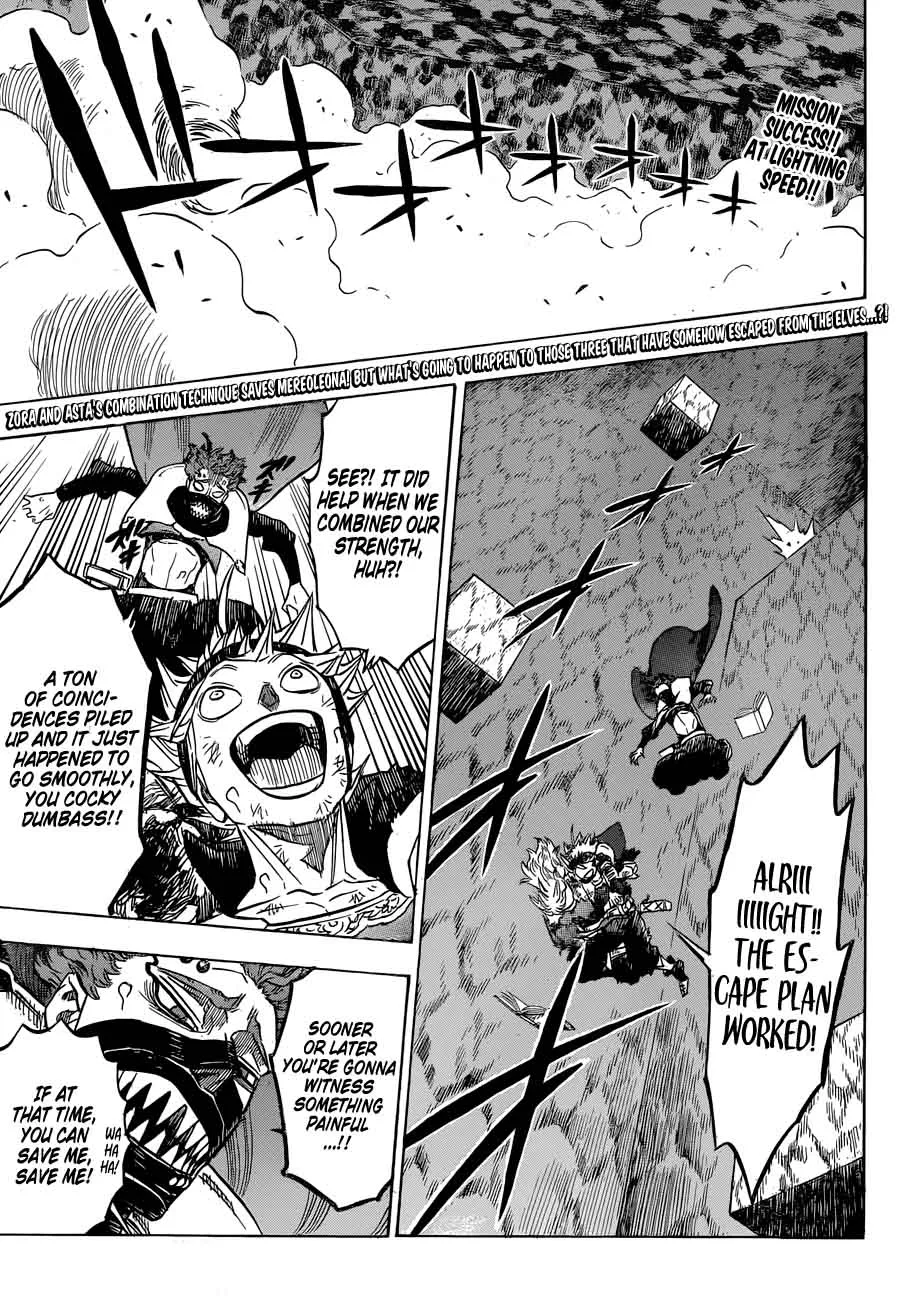 MISSION
SUCCESS!!
AT LIGHTNING
SPEED!!
ZORA AND ASTA'S COMBINATION TECHNIQUE SAVES MEREOLEONA! BUT WHAT'S GOING TO HAPPEN TO THOSE THREE THAT HAVE SOMEHOW ESCAPED FROM THE ELVES...?!
ALRIII
IIIIIIGHT!!
THE ES-
CAPE PLAN
WORKED!
SEE?! IT DID
HELP WHEN WE
COMBINED OUR
STRENGTH,
HUH?!
A TON
OF COINCI-
DENCES PILED
UP AND IT JUST
HAPPENED TO
GO SMOOTHLY,
YOU COCKY
DUMBASS!!
SOONER
OR LATER
YOU'RE GONNA
WITNESS
SOMETHING
PAINFUL
....!!
WA
HA
HA!
IF AT
THAT TIME,
YOU CAN
SAVE ME,
SAVE ME!